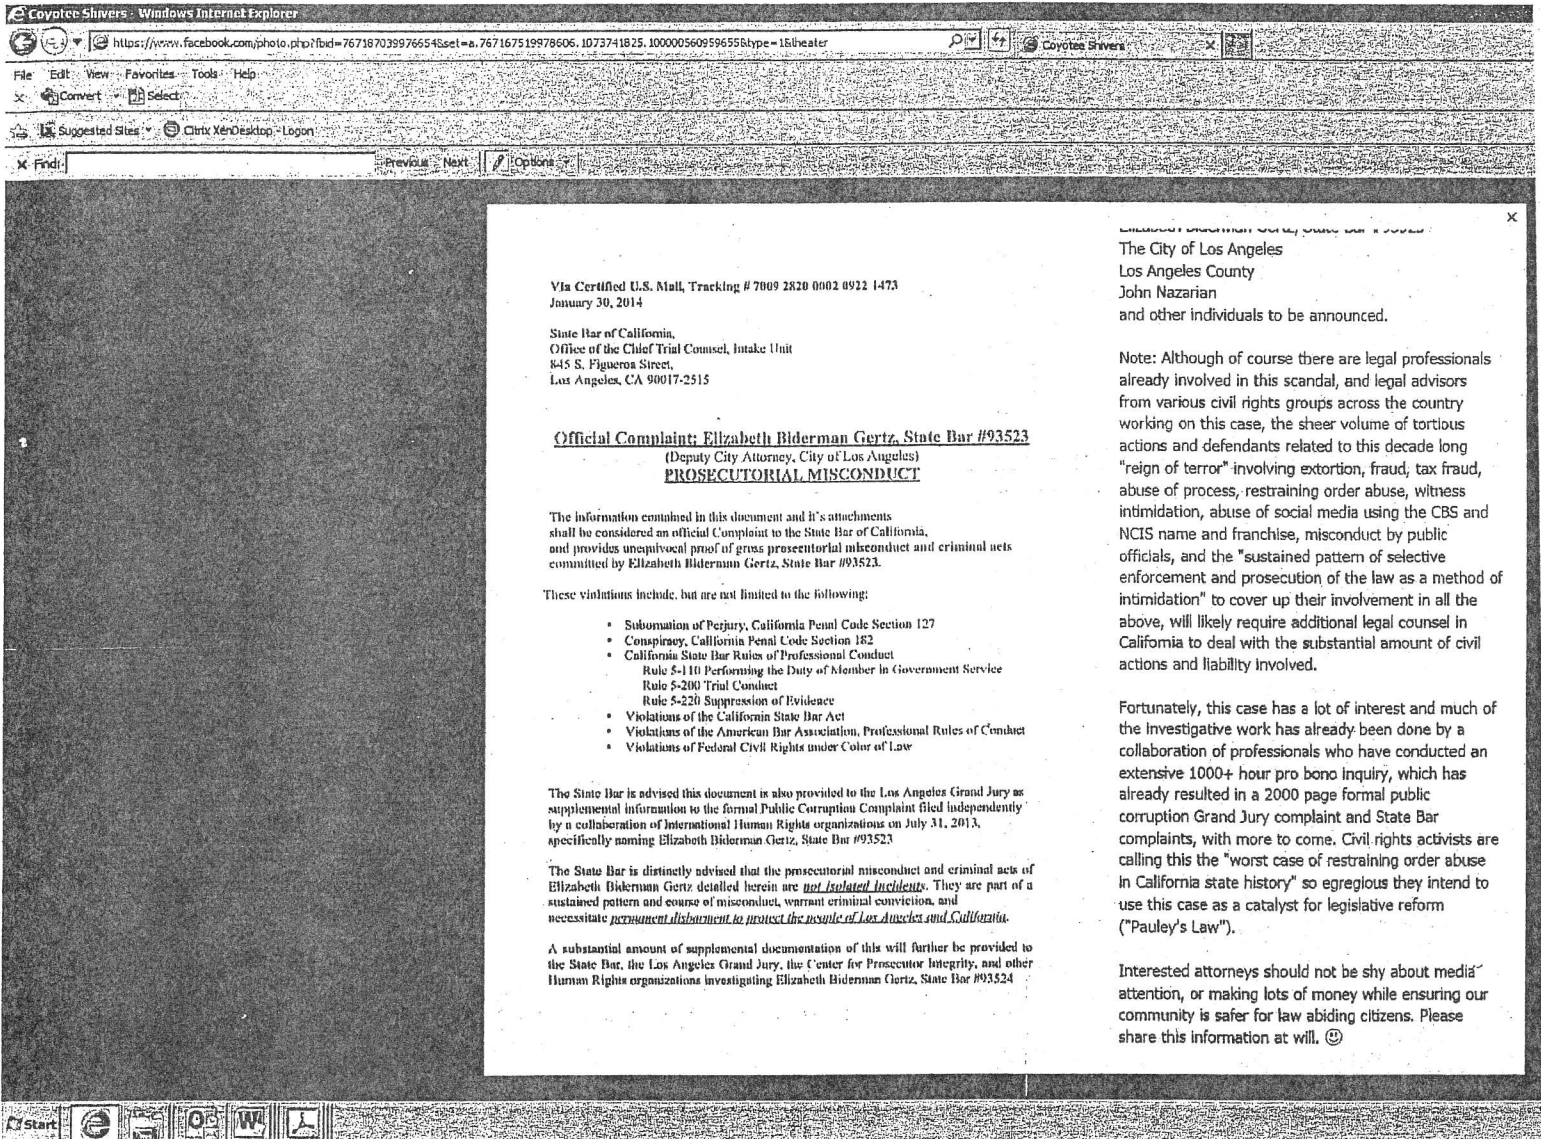 Coyotee Shivers - Windows Internet Explorer
https://www.facebook.com/photo.php?fbid=767187039976654&set=a.767167519978606.1073741825.100000560959655&type=1&theater
Coyotee Shivers
File Edit View Favorites Tools Help
Convert Select
Suggested Sites Citrix XenDesktop - Logon
Find: Previous Next Options
Via Certified U.S. Mail, Tracking # 7009 2820 0002 0922 1473
January 30, 2014
State Bar of California,
Office of the Chief Trial Counsel, Intake Unit
845 S. Figueroa Street,
Los Angeles, CA 90017-2515
Official Complaint: Elizabeth Biderman Gertz, State Bar #93523
(Deputy City Attorney, City of Los Angeles)
PROSECUTORIAL MISCONDUCT
The information contained in this document and it's attachments
shall be considered an official Complaint to the State Bar of California,
and provides unequivocal proof of gross prosecutorial misconduct and criminal acts
committed by Elizabeth Biderman Gertz, State Bar #93523.
These violations include, but are not limited to the following:
• Subornation of Perjury, California Penal Code Section 127
• Conspiracy, California Penal Code Section 182
• California State Bar Rules of Professional Conduct
Rule 5-110 Performing the Duty of Member in Government Service
Rule 5-200 Trial Conduct
Rule 5-220 Suppression of Evidence
• Violations of the California State Bar Act
• Violations of the American Bar Association, Professional Rules of Conduct
• Violations of Federal Civil Rights under Color of Law
The State Bar is advised this document is also provided to the Los Angeles Grand Jury as
supplemental information to the formal Public Corruption Complaint filed independently
by a collaboration of International Human Rights organizations on July 31, 2013,
specifically naming Elizabeth Biderman Gertz, State Bar #93523
The State Bar is distinctly advised that the prosecutorial misconduct and criminal acts of
Elizabeth Biderman Gertz detailed herein are not isolated incidents. They are part of a
sustained pattern and course of misconduct, warrant criminal conviction, and
necessitate permanent disbarment to protect the people of Los Angeles and California.
A substantial amount of supplemental documentation of this will further be provided to
the State Bar, the Los Angeles Grand Jury, the Center for Prosecutor Integrity, and other
Human Rights organizations investigating Elizabeth Biderman Gertz, State Bar #93524
Elizabeth Biderman Gertz, State Bar #93523
The City of Los Angeles
Los Angeles County
John Nazarian
and other individuals to be announced.
Note: Although of course there are legal professionals
already involved in this scandal, and legal advisors
from various civil rights groups across the country
working on this case, the sheer volume of tortious
actions and defendants related to this decade long
"reign of terror" involving extortion, fraud, tax fraud,
abuse of process, restraining order abuse, witness
intimidation, abuse of social media using the CBS and
NCIS name and franchise, misconduct by public
officials, and the "sustained pattern of selective
enforcement and prosecution of the law as a method of
intimidation" to cover up their involvement in all the
above, will likely require additional legal counsel in
California to deal with the substantial amount of civil
actions and liability involved.
Fortunately, this case has a lot of interest and much of
the investigative work has already been done by a
collaboration of professionals who have conducted an
extensive 1000+ hour pro bono inquiry, which has
already resulted in a 2000 page formal public
corruption Grand Jury complaint and State Bar
complaints, with more to come. Civil rights activists are
calling this the "worst case of restraining order abuse
in California state history" so egregious they intend to
use this case as a catalyst for legislative reform
("Pauley's Law").
Interested attorneys should not be shy about media
attention, or making lots of money while ensuring our
community is safer for law abiding citizens. Please
share this information at will. ☺
Start